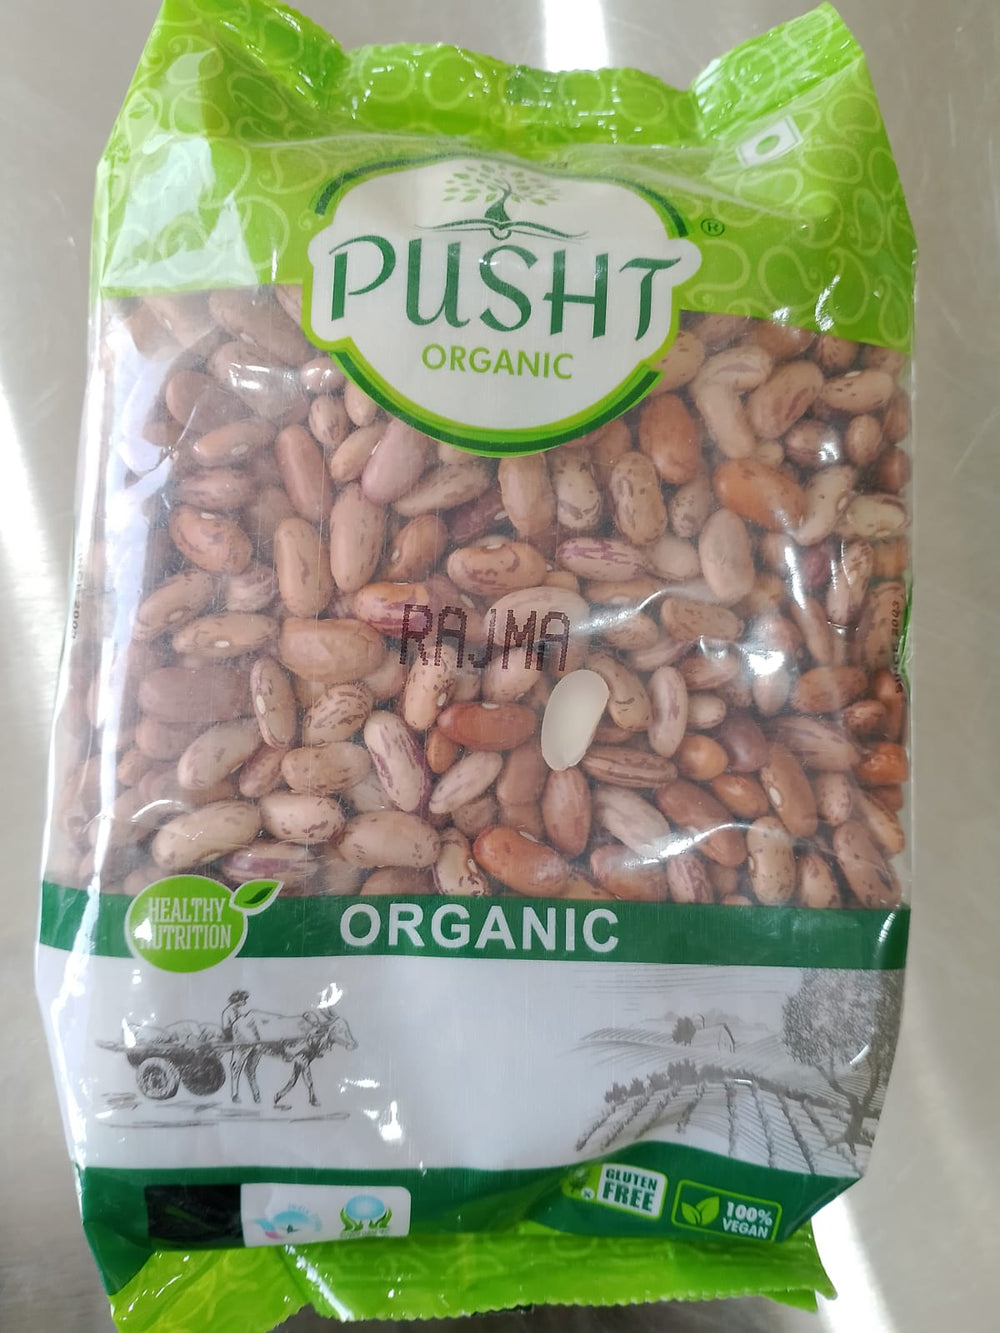 PUSHT
®
ORGANIC
RAJMA
HEALTHY
NUTRITION
ORGANIC
GLUTEN
FREE
100%
VEGAN